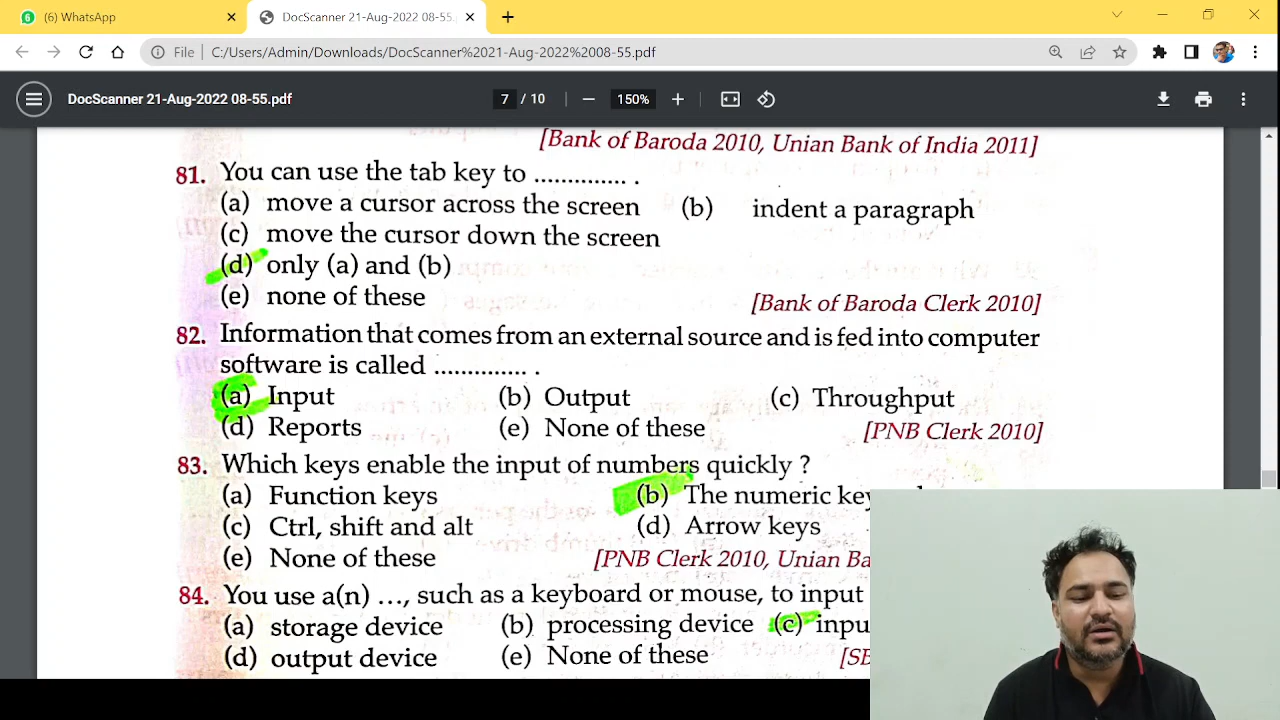 (6) WhatsApp
DocScanner 21-Aug-2022 08-55.
File C:/Users/Admin/Downloads/DocScanner%2021-Aug-2022%2008-55.pdf
DocScanner 21-Aug-2022 08-55.pdf
7 / 10
150%
[Bank of Baroda 2010, Unian Bank of India 2011]
81. You can use the tab key to .............. .
(a) move a cursor across the screen (b) indent a paragraph
(c) move the cursor down the screen
(d) only (a) and (b)
(e) none of these [Bank of Baroda Clerk 2010]
82. Information that comes from an external source and is fed into computer
software is called .............. .
(a) Input (b) Output (c) Throughput
(d) Reports (e) None of these [PNB Clerk 2010]
83. Which keys enable the input of numbers quickly ?
(a) Function keys (b) The numeric key
(c) Ctrl, shift and alt (d) Arrow keys
(e) None of these [PNB Clerk 2010, Unian Ba
84. You use a(n) ..., such as a keyboard or mouse, to input
(a) storage device (b) processing device (c) inpu
(d) output device (e) None of these [SB